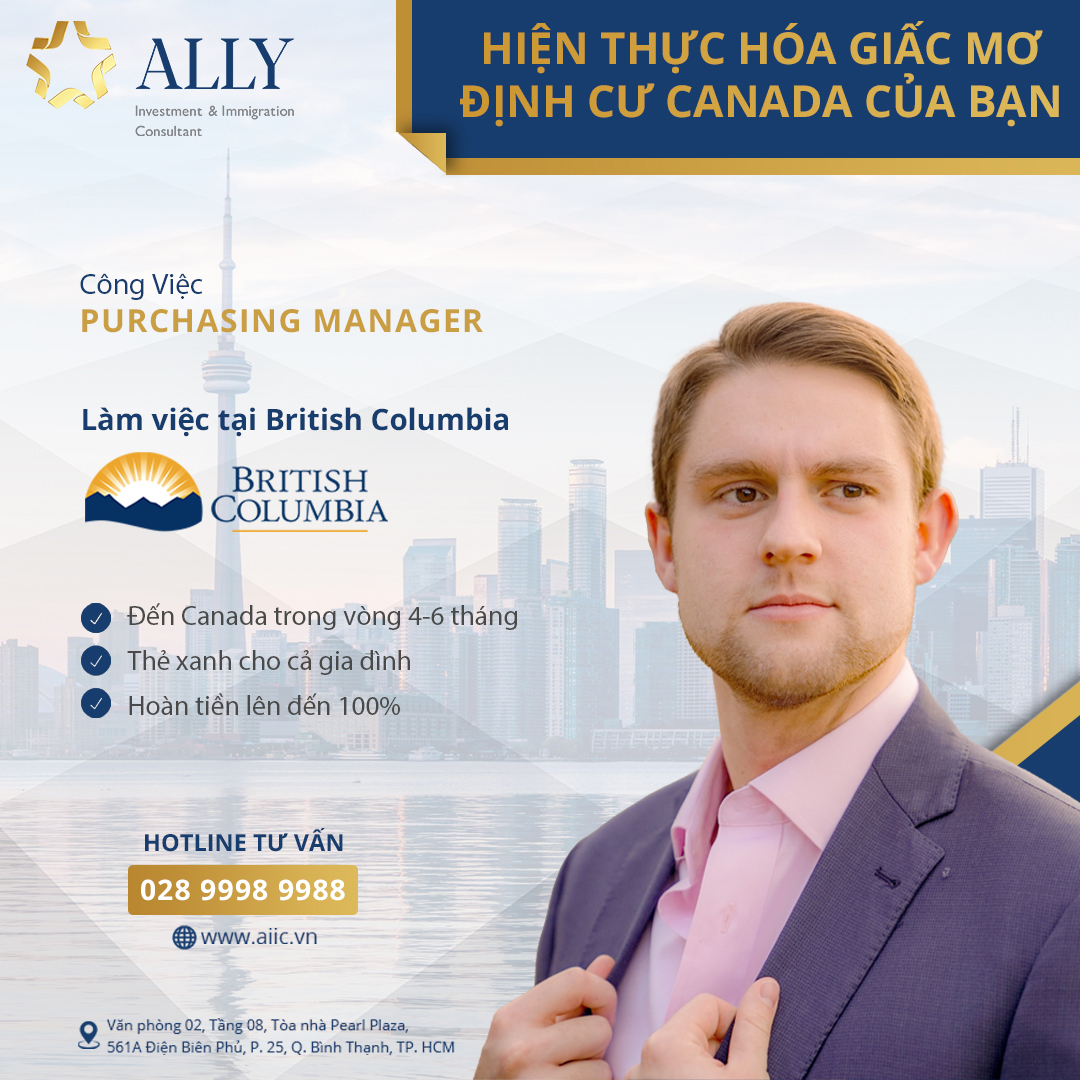 ALLY
Investment & Immigration
Consultant
HIỆN THỰC HÓA GIẤC MƠ
ĐỊNH CƯ CANADA CỦA BẠN
Công Việc
PURCHASING MANAGER
Làm việc tại British Columbia
BRITISH
COLUMBIA
Đến Canada trong vòng 4-6 tháng
Thẻ xanh cho cả gia đình
Hoàn tiền lên đến 100%
HOTLINE TƯ VẤN
028 9998 9988
www.aiic.vn
Văn phòng 02, Tầng 08, Tòa nhà Pearl Plaza,
561A Điện Biên Phủ, P. 25, Q. Bình Thạnh, TP. HCM